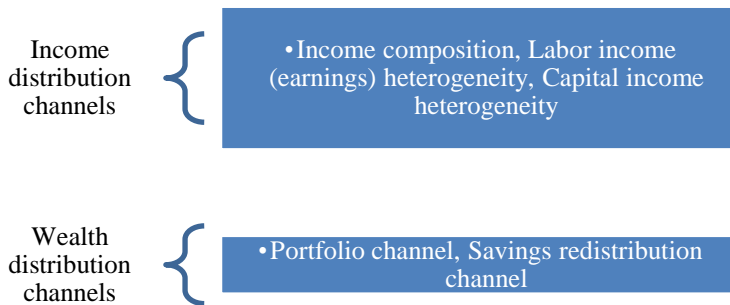 Income
distribution
channels
•Income composition, Labor income
(earnings) heterogeneity, Capital income
heterogeneity
Wealth
distribution
channels
•Portfolio channel, Savings redistribution
channel